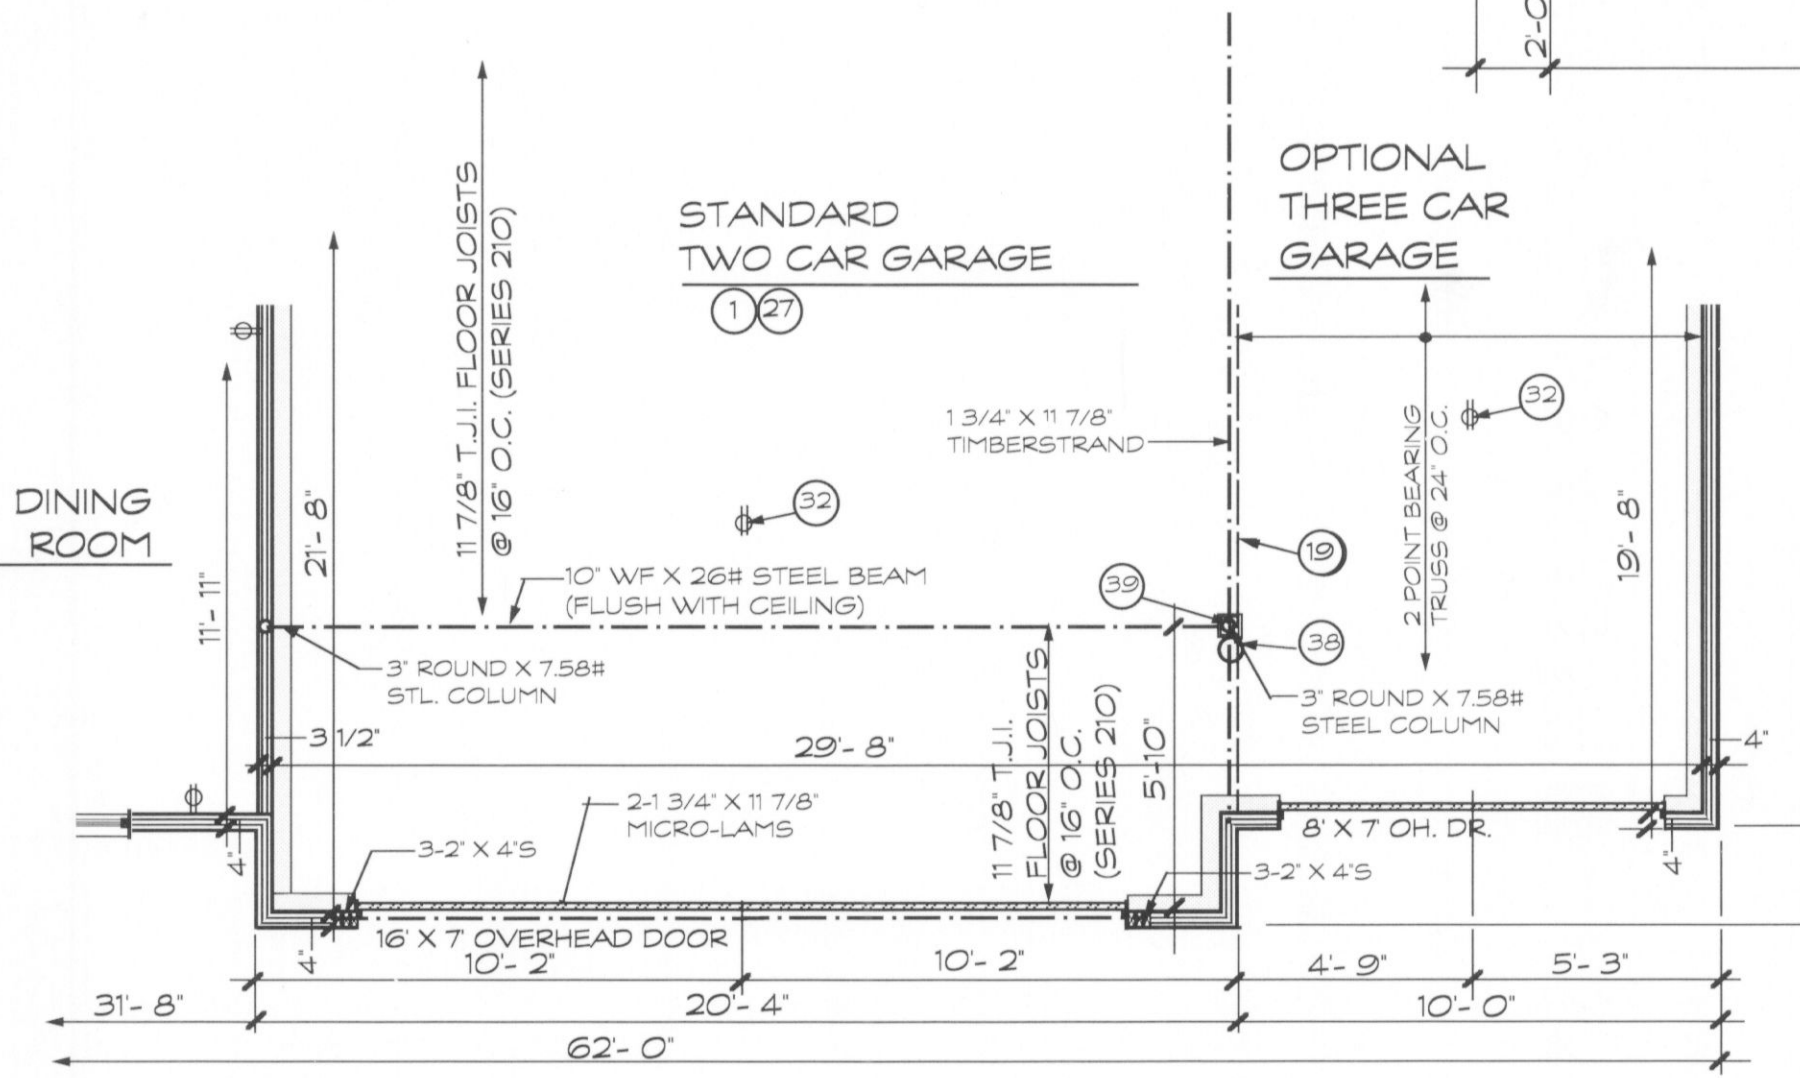 2'-0
OPTIONAL
THREE CAR
GARAGE
STANDARD
TWO CAR GARAGE
1 27
11 7/8" T.J.I. FLOOR JOISTS
@ 16" O.C. (SERIES 210)
32
1 3/4" X 11 7/8"
TIMBERSTRAND
2 POINT BEARING
TRUSS @ 24" O.C.
32
DINING
ROOM
21'- 8"
19'- 8"
11'- 11"
19
10" WF X 26# STEEL BEAM
(FLUSH WITH CEILING)
39
38
3" ROUND X 7.58#
STL. COLUMN
3" ROUND X 7.58#
STEEL COLUMN
3 1/2"
29'- 8"
4"
11 7/8" T.J.I.
FLOOR JOISTS
@ 16" O.C.
(SERIES 210)
5'-10"
2-1 3/4" X 11 7/8"
MICRO-LAMS
8' X 7' OH. DR.
3-2" X 4"S
3-2" X 4"S
4"
4"
16' X 7' OVERHEAD DOOR
4"
10'- 2"
10'- 2"
4'- 9"
5'- 3"
31'- 8"
20'- 4"
10'- 0"
62'- 0"